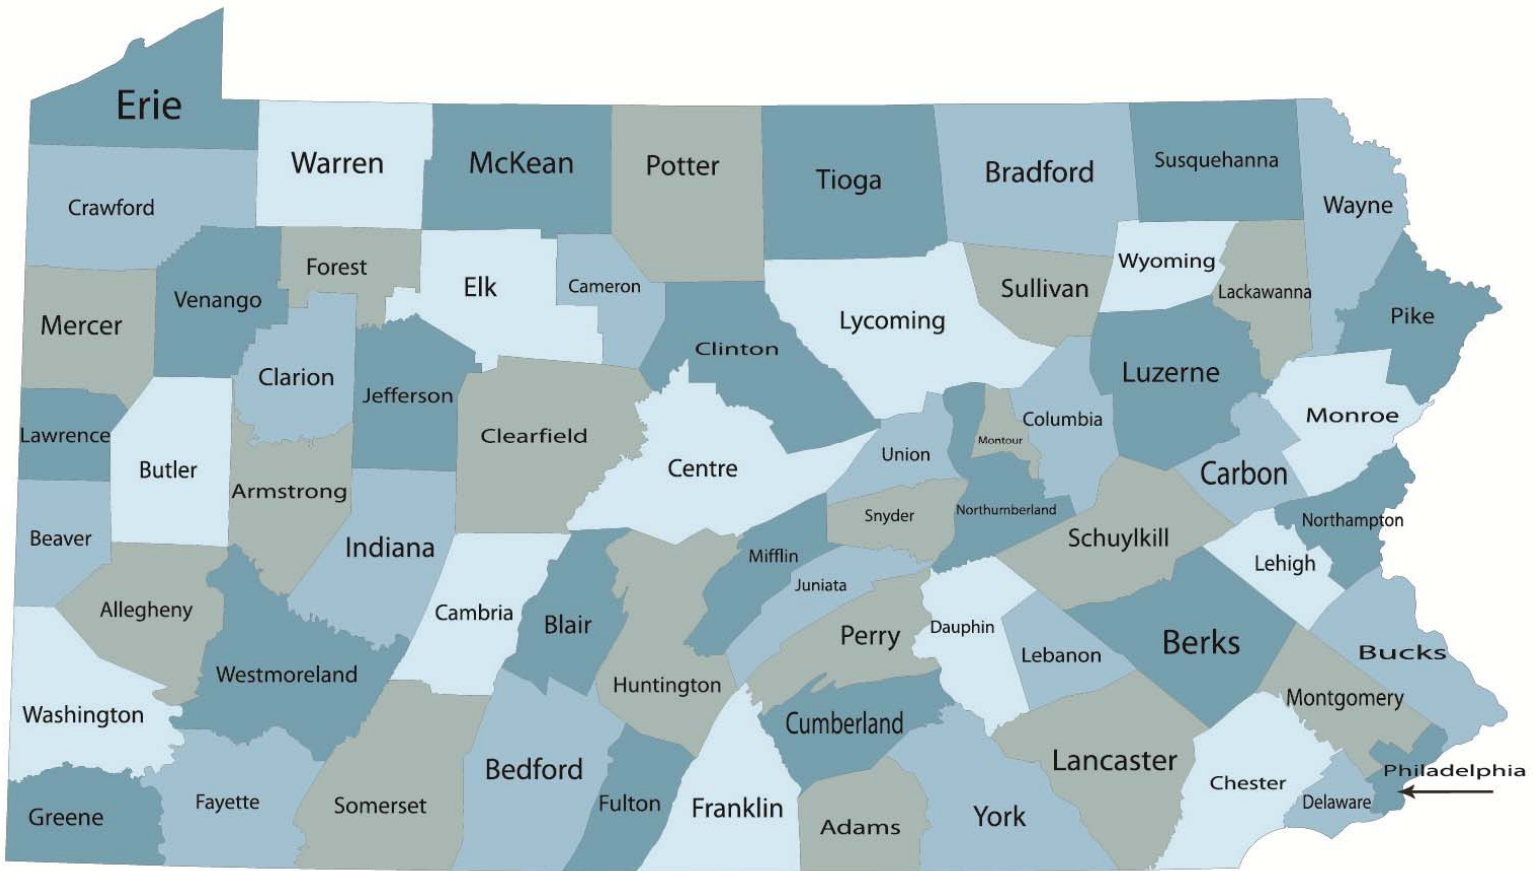 Erie
Warren
McKean
Potter
Tioga
Bradford
Susquehanna
Wayne
Crawford
Forest
Elk
Cameron
Sullivan
Wyoming
Lackawanna
Pike
Mercer
Venango
Lycoming
Clinton
Luzerne
Clarion
Jefferson
Monroe
Lawrence
Butler
Armstrong
Clearfield
Centre
Union
Montour
Columbia
Carbon
Beaver
Indiana
Snyder
Northumberland
Schuylkill
Northampton
Mifflin
Juniata
Lehigh
Allegheny
Cambria
Blair
Perry
Dauphin
Lebanon
Berks
Bucks
Westmoreland
Huntington
Montgomery
Washington
Cumberland
Bedford
Lancaster
Chester
Philadelphia
Greene
Fayette
Somerset
Fulton
Franklin
Adams
York
Delaware